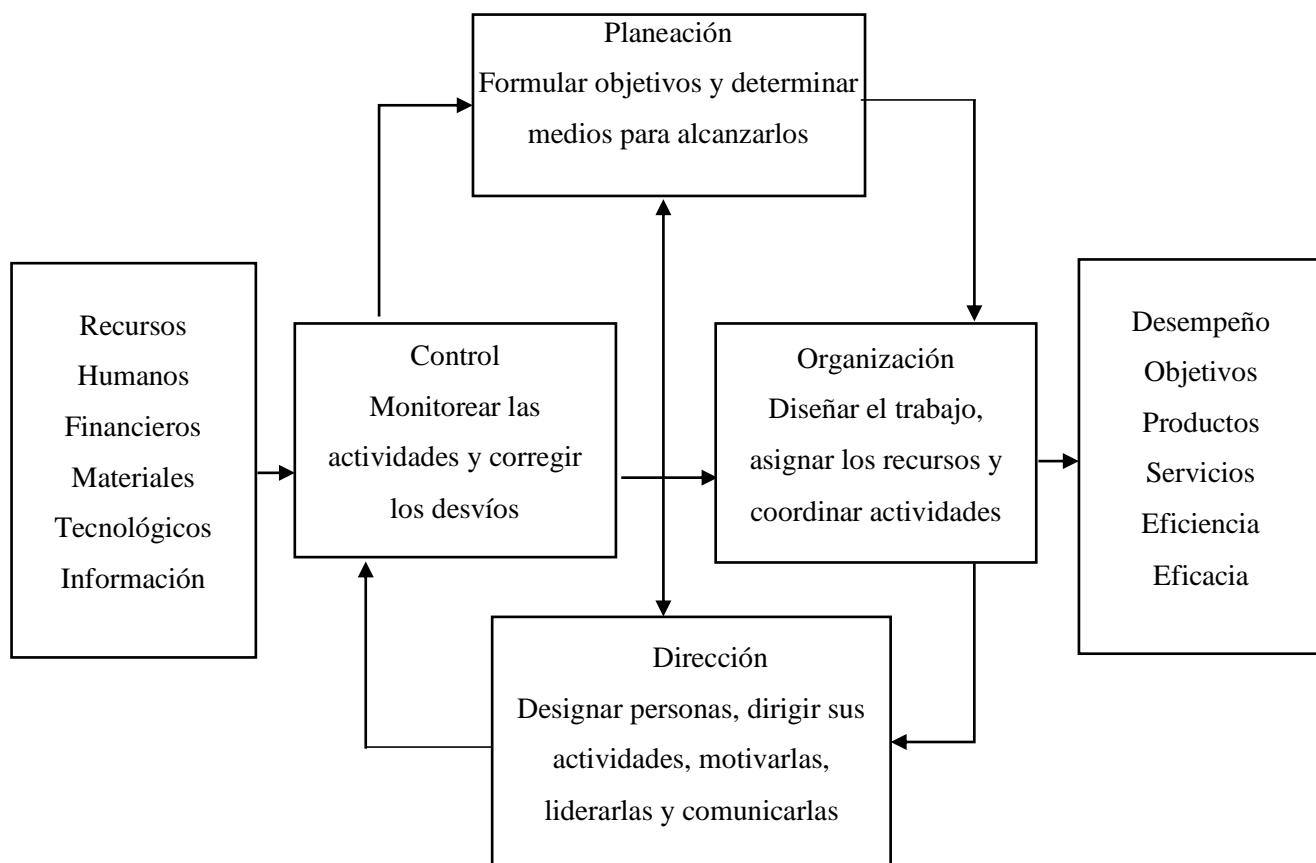 Planeación
Formular objetivos y determinar
medios para alcanzarlos
Recursos
Humanos
Financieros
Materiales
Tecnológicos
Información
Control
Monitorear las
actividades y corregir
los desvíos
Organización
Diseñar el trabajo,
asignar los recursos y
coordinar actividades
Desempeño
Objetivos
Productos
Servicios
Eficiencia
Eficacia
Dirección
Designar personas, dirigir sus
actividades, motivarlas,
liderarlas y comunicarlas